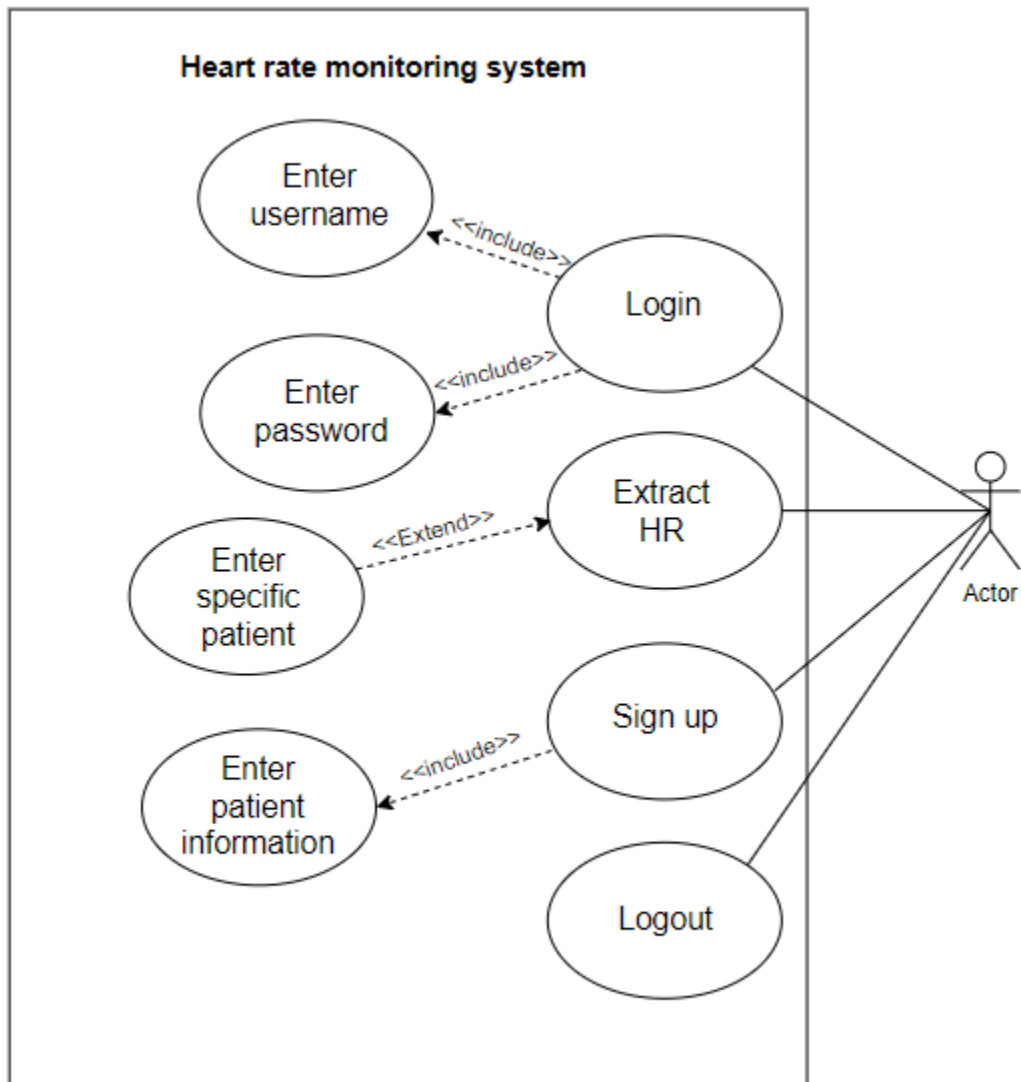 Heart rate monitoring system
Enter
username
<<include>>
Login
Enter
password
<<include>>
Extract
HR
<<Extend>>
Enter
specific
patient
Actor
Sign up
<<include>>
Enter
patient
information
Logout